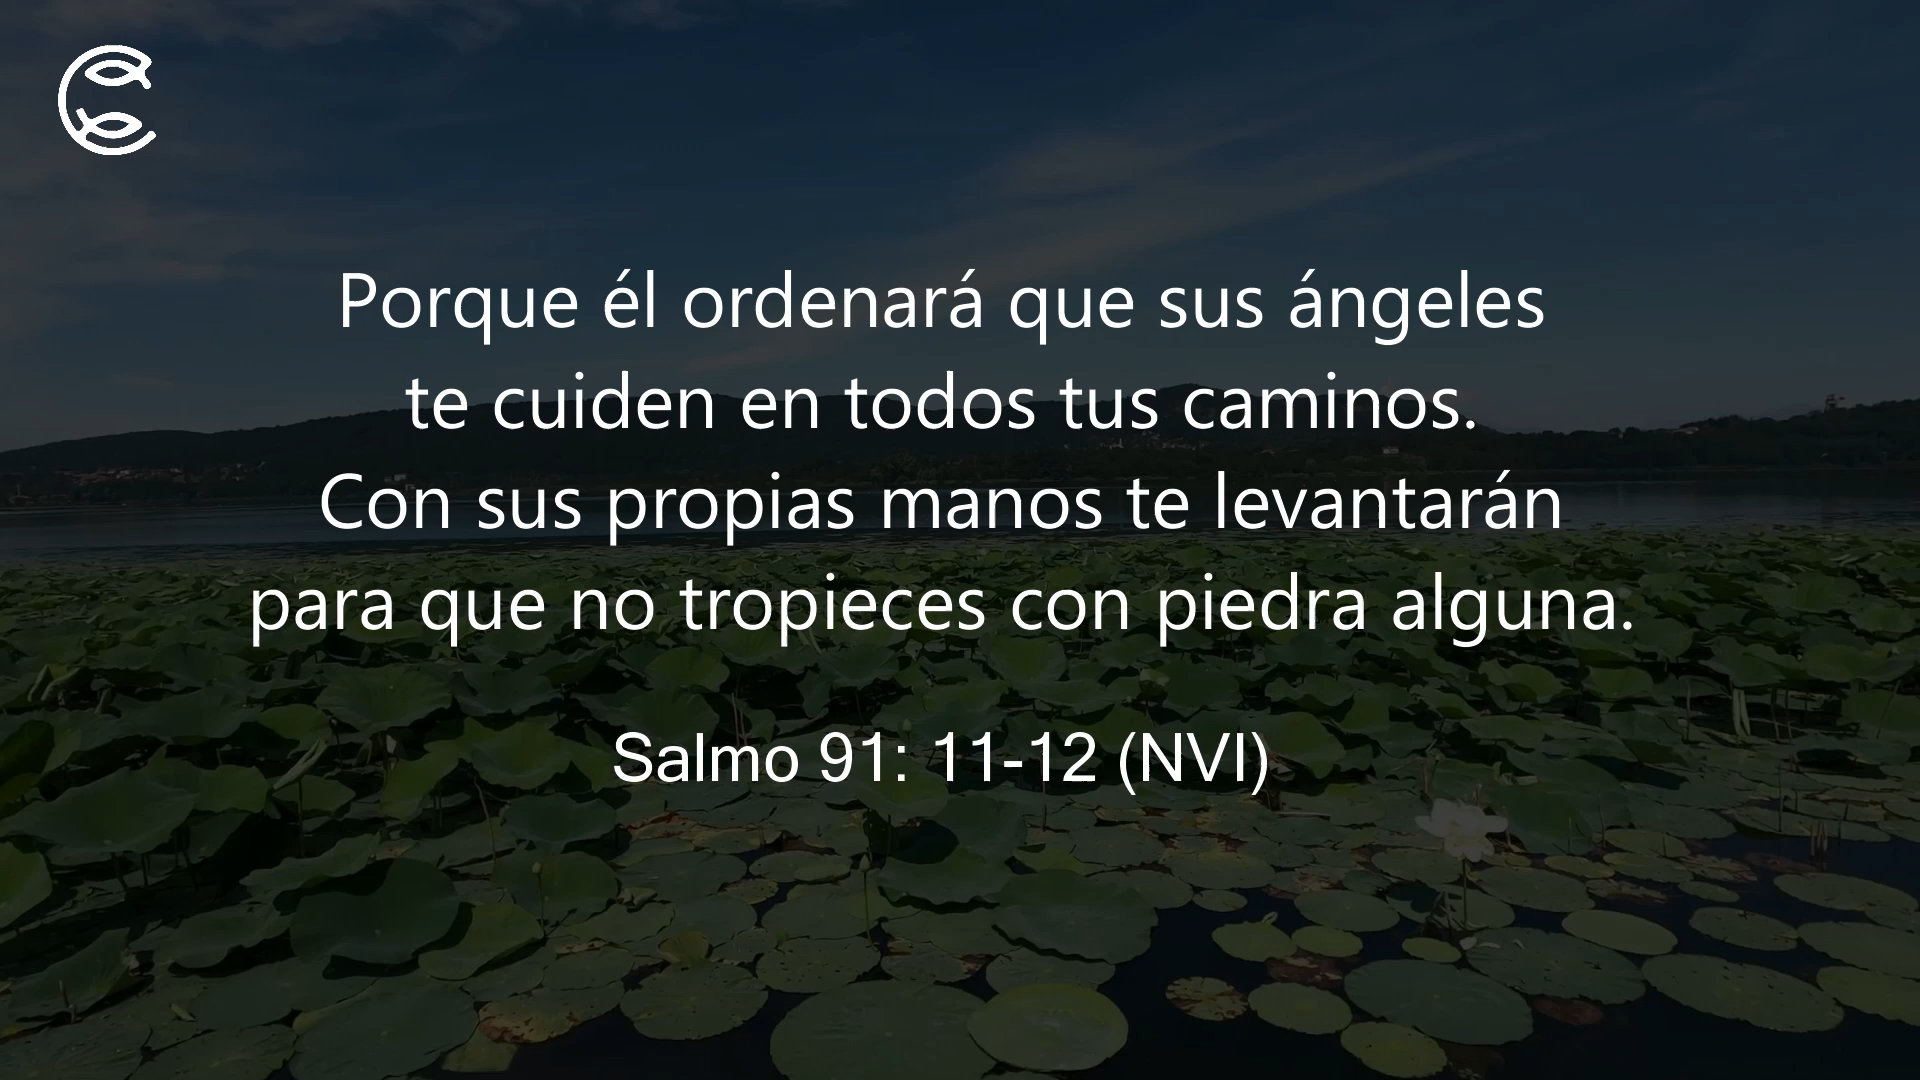 Porque él ordenará que sus ángeles
te cuiden en todos tus caminos.
Con sus propias manos te levantarán
para que no tropieces con piedra alguna.
Salmo 91: 11-12 (NVI)